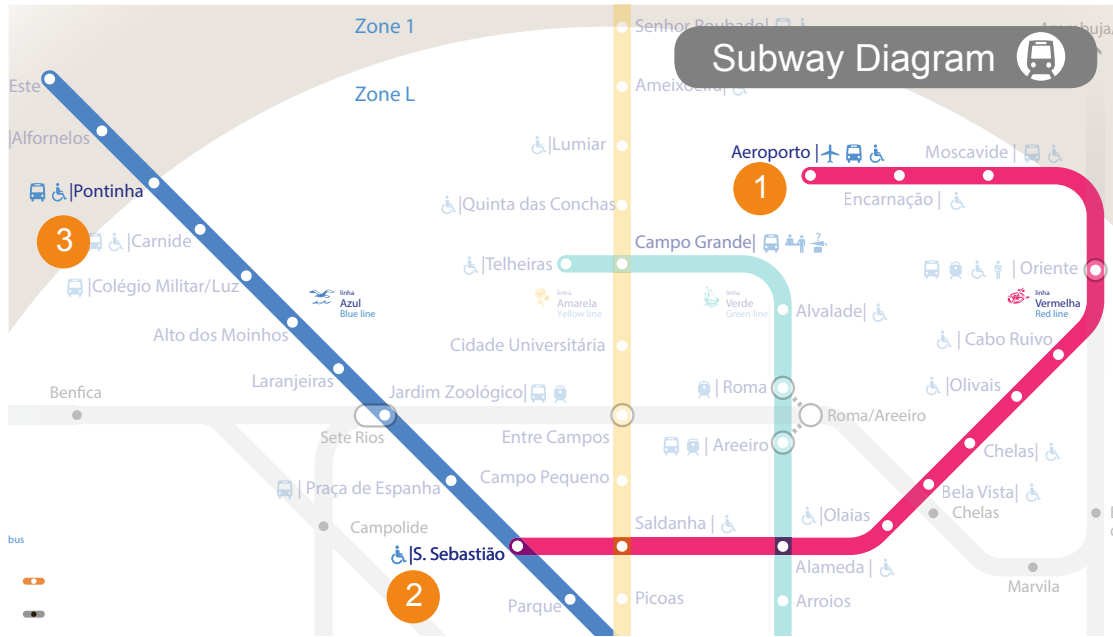 Zone 1
Senhor Roubado|
Subway Diagram
Zone L
Este
Ameixoeira|
|Alfornelos
|Lumiar
Aeroporto |
Moscavide |
1
|Pontinha
|Quinta das Conchas
Encarnação |
3
|Carnide
Campo Grande|
|Telheiras
| Oriente
|Colégio Militar/Luz
linha
Azul
Blue line
linha
Amarela
Yellow line
linha
Verde
Green line
linha
Vermelha
Red line
Alvalade|
Alto dos Moinhos
Cidade Universitária
| Cabo Ruivo
Laranjeiras
Benfica
Jardim Zoológico|
| Roma
|Olivais
Sete Rios
Entre Campos
Roma/Areeiro
| Areeiro
Chelas|
Campo Pequeno
| Praça de Espanha
Bela Vista|
Chelas
Campolide
Saldanha |
|Olaias
bus
|S. Sebastião
Alameda |
2
Marvila
Parque
Picoas
Arroios